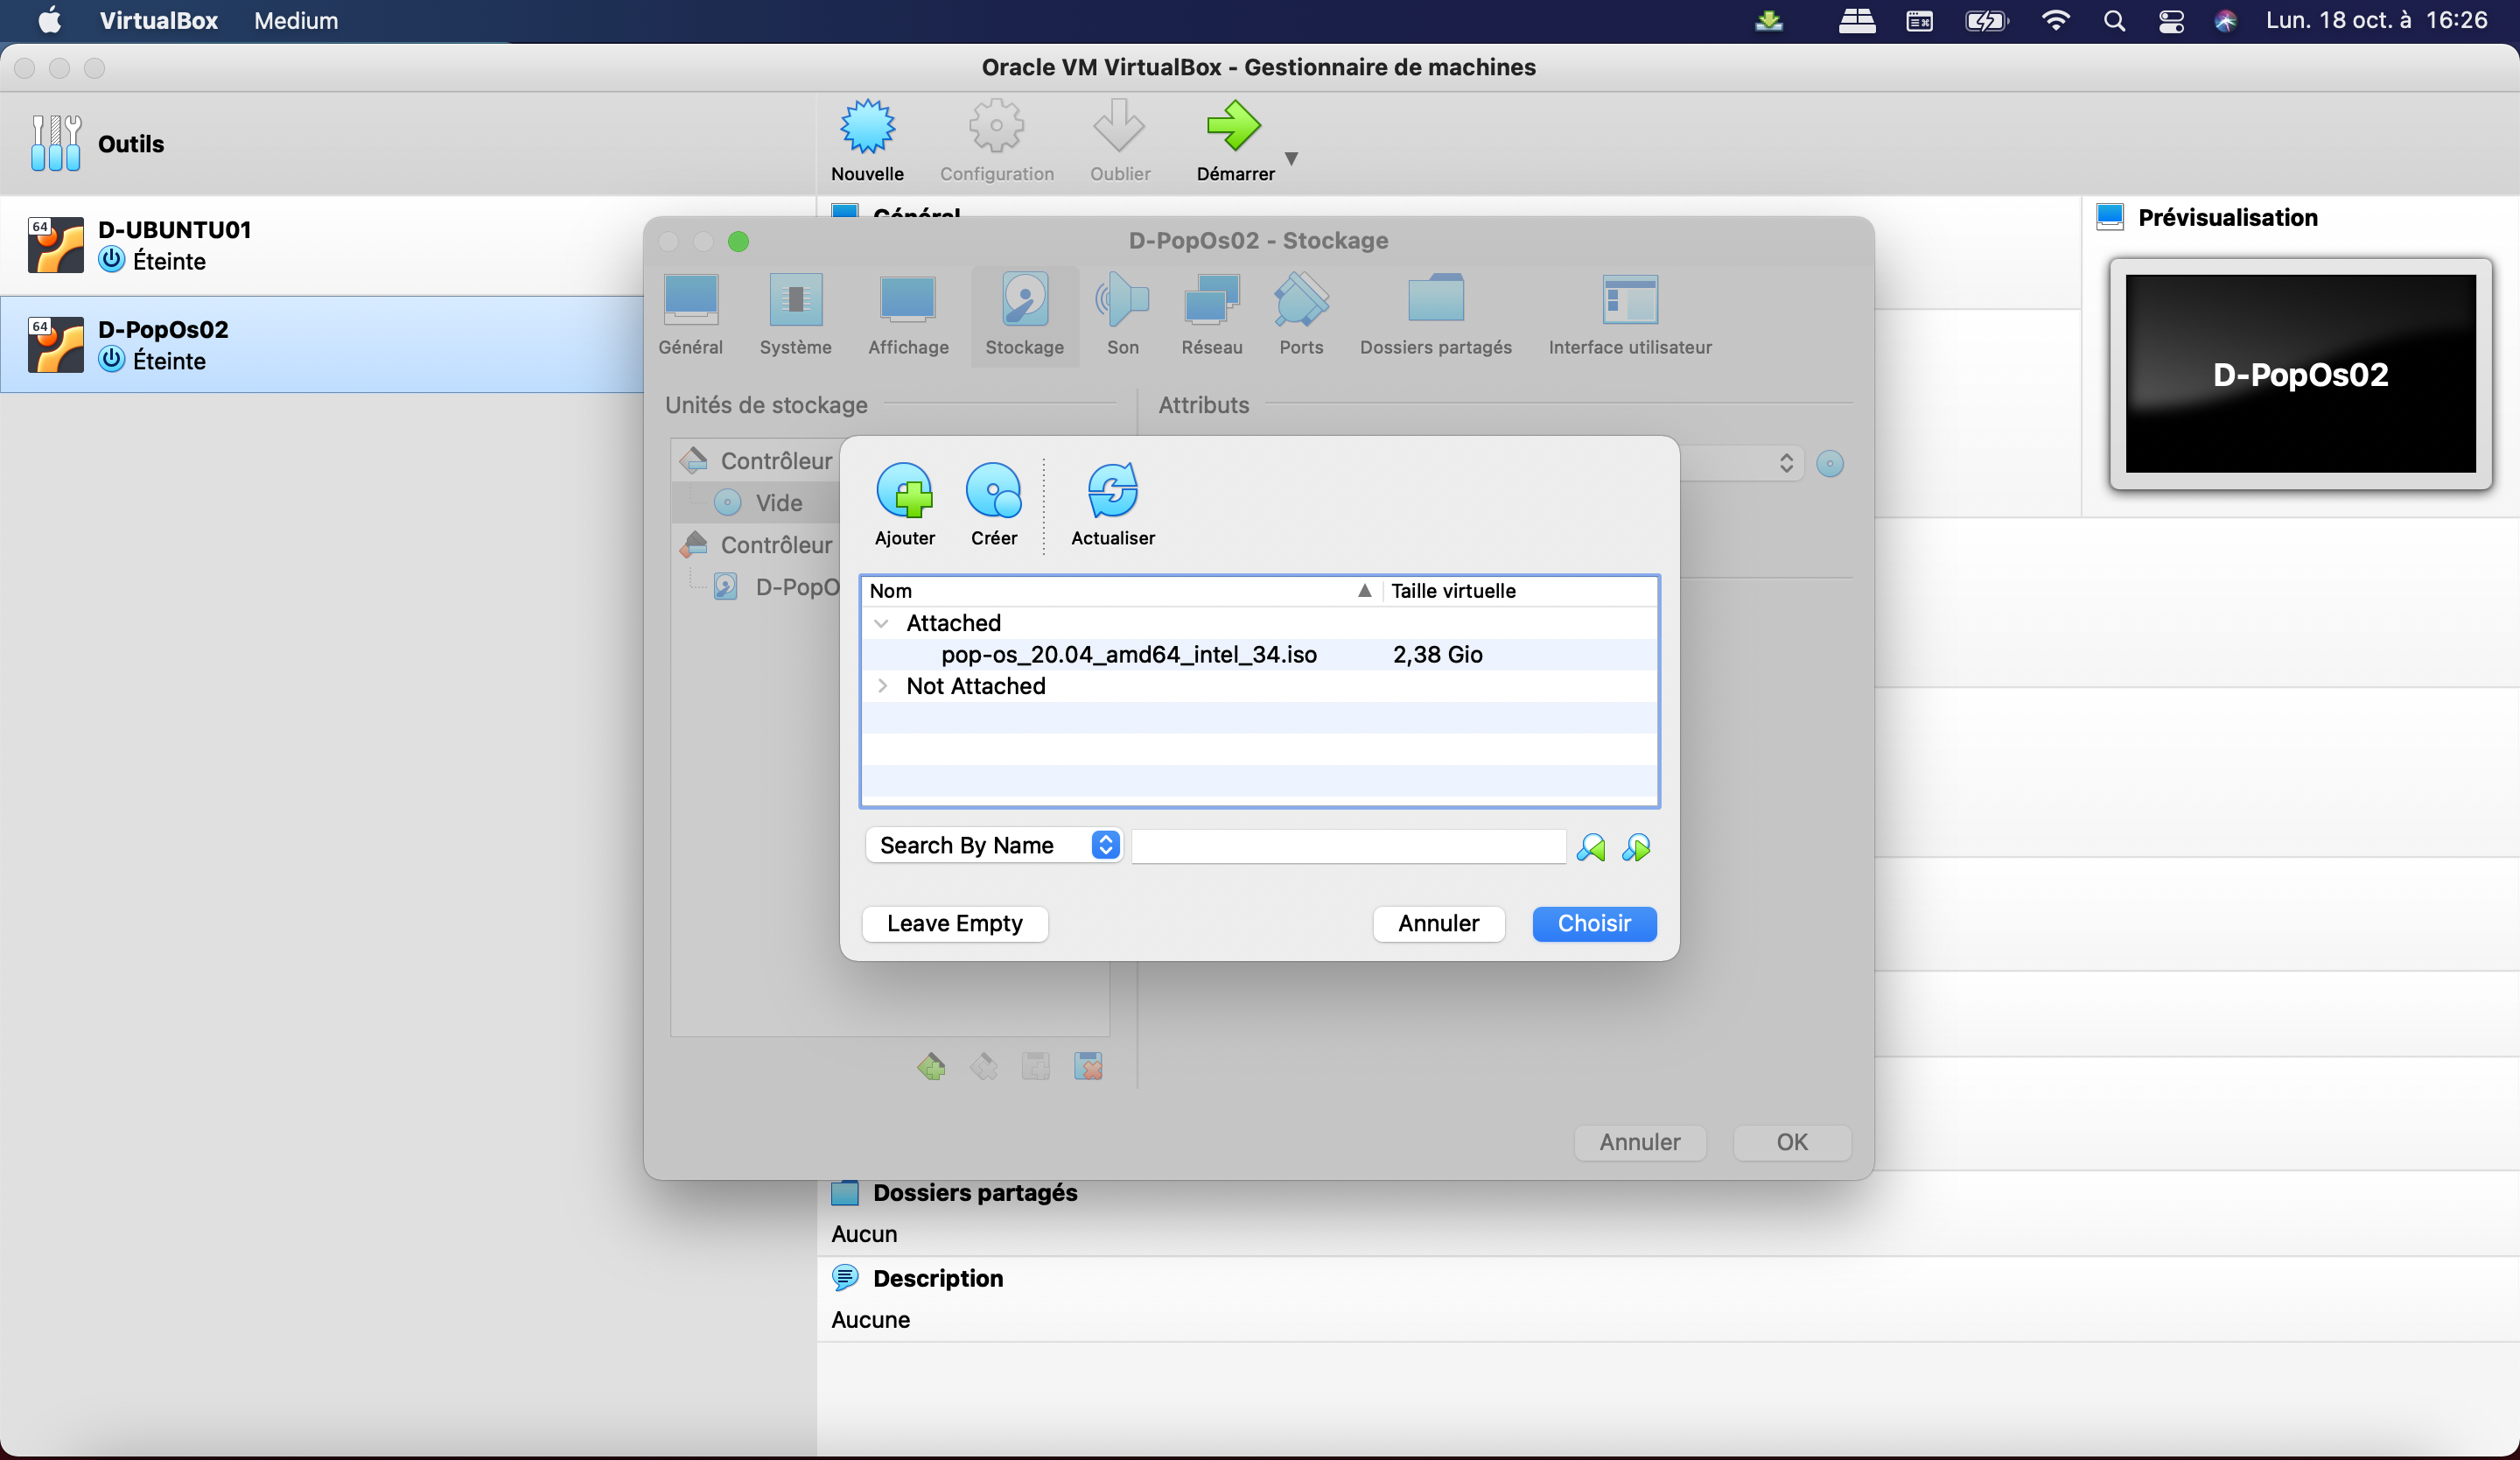 VirtualBox Medium Lun. 18 oct. à 16:26
Oracle VM VirtualBox - Gestionnaire de machines
Outils
Nouvelle Configuration Oublier Démarrer
64 D-UBUNTU01
Éteinte
64 D-PopOs02
Éteinte
Général
Prévisualisation
D-PopOs02
D-PopOs02 - Stockage
Général Système Affichage Stockage Son Réseau Ports Dossiers partagés Interface utilisateur
Unités de stockage Attributs
Contrôleur
Vide
Contrôleur
D-PopO
Ajouter Créer Actualiser
Nom Taille virtuelle
Attached
pop-os_20.04_amd64_intel_34.iso 2,38 Gio
Not Attached
Search By Name
Leave Empty Annuler Choisir
Annuler OK
Dossiers partagés
Aucun
Description
Aucune